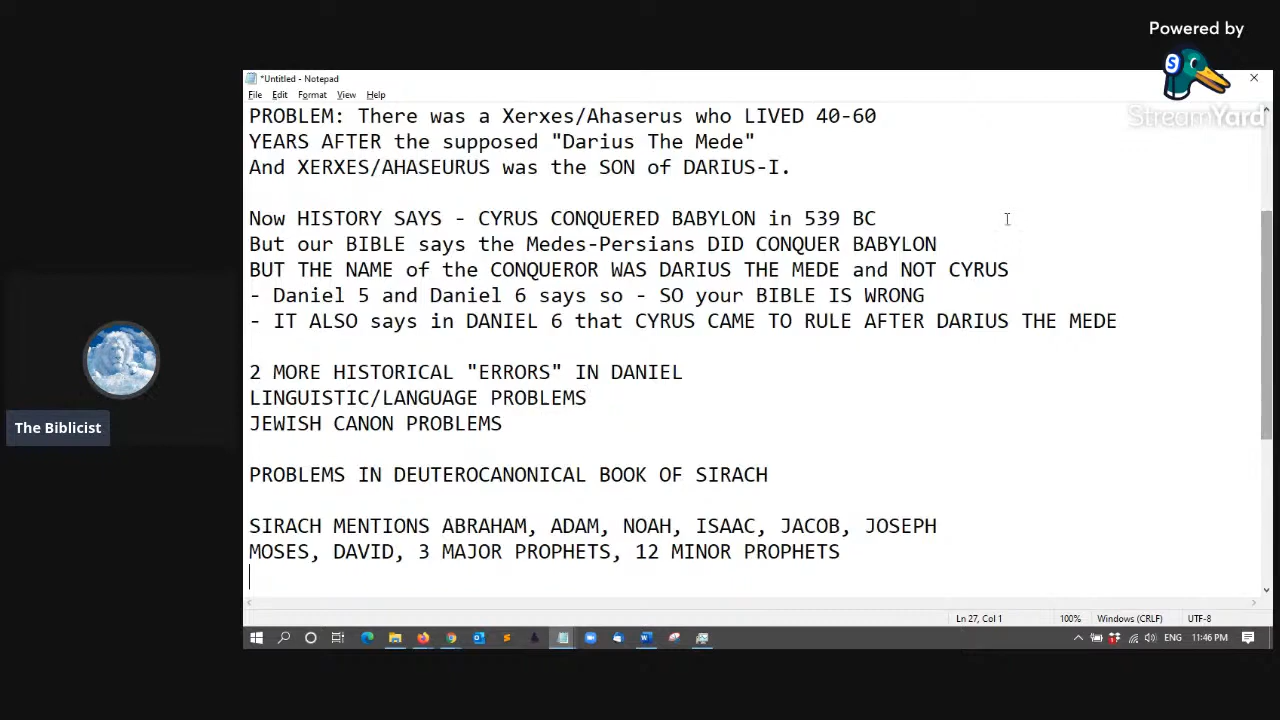 Powered by
StreamYard
*Untitled - Notepad
File Edit Format View Help
PROBLEM: There was a Xerxes/Ahaserus who LIVED 40-60
YEARS AFTER the supposed "Darius The Mede"
And XERXES/AHASEURUS was the SON of DARIUS-I.
Now HISTORY SAYS - CYRUS CONQUERED BABYLON in 539 BC
But our BIBLE says the Medes-Persians DID CONQUER BABYLON
BUT THE NAME of the CONQUEROR WAS DARIUS THE MEDE and NOT CYRUS
- Daniel 5 and Daniel 6 says so - SO your BIBLE IS WRONG
- IT ALSO says in DANIEL 6 that CYRUS CAME TO RULE AFTER DARIUS THE MEDE
2 MORE HISTORICAL "ERRORS" IN DANIEL
LINGUISTIC/LANGUAGE PROBLEMS
JEWISH CANON PROBLEMS
PROBLEMS IN DEUTEROCANONICAL BOOK OF SIRACH
SIRACH MENTIONS ABRAHAM, ADAM, NOAH, ISAAC, JACOB, JOSEPH
MOSES, DAVID, 3 MAJOR PROPHETS, 12 MINOR PROPHETS
The Biblicist
Ln 27, Col 1 100% Windows (CRLF) UTF-8
ENG 11:46 PM